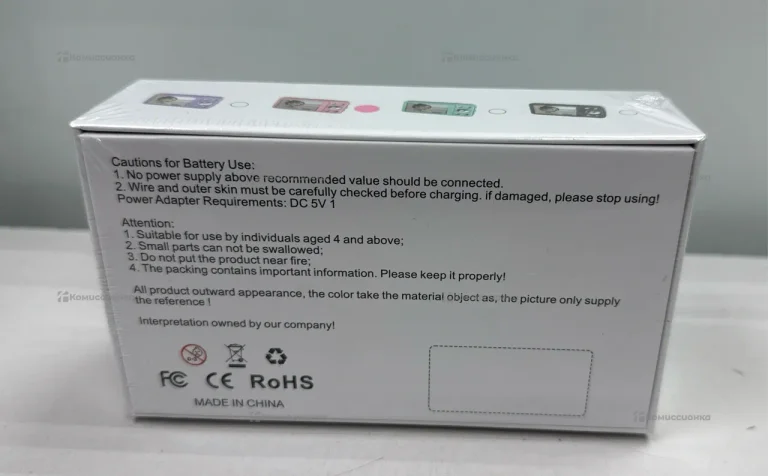 Комиссионка
Комиссионка
Cautions for Battery Use:
1. No power supply above recommended value should be connected.
2. Wire and outer skin must be carefully checked before charging. if damaged, please stop using!
Power Adapter Requirements: DC 5V 1
Attention:
1. Suitable for use by individuals aged 4 and above;
2. Small parts can not be swallowed;
3. Do not put the product near fire;
4. The packing contains important information. Please keep it properly!
All product outward appearance, the color take the material object as, the picture only supply
the reference !
Комиссионка
Interpretation owned by our company!
FC CE RoHS
MADE IN CHINA
Комиссионка